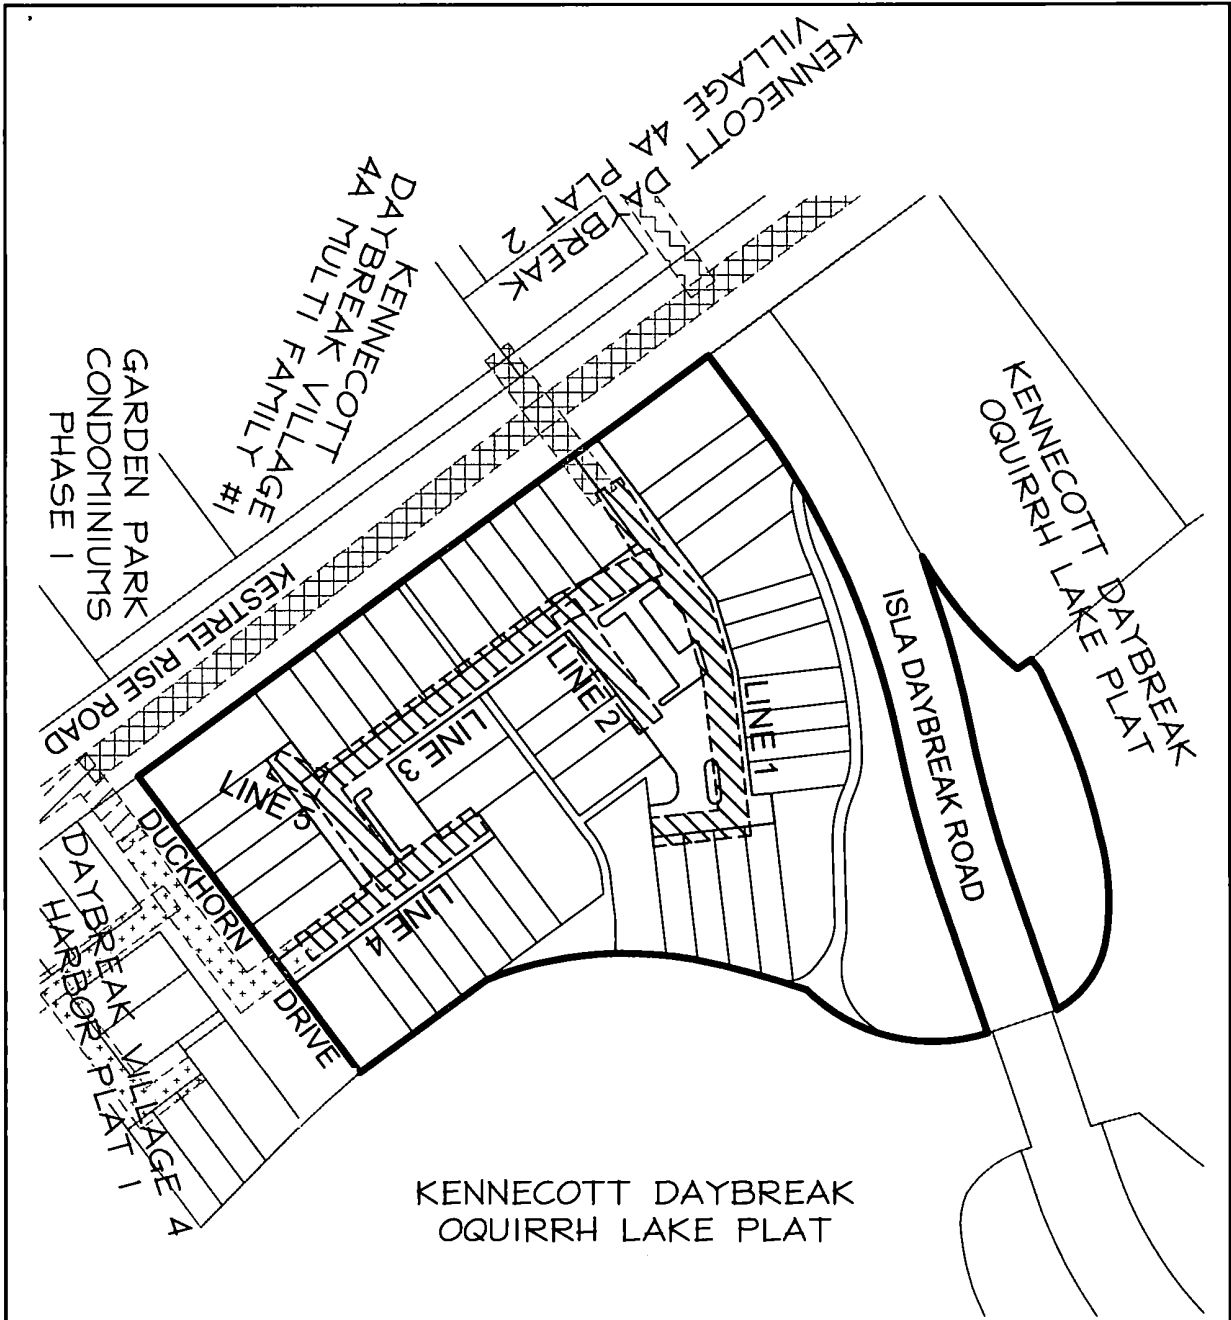 KENNECOTT DAYBREAK
VILLAGE 4A PLAT 2
KENNECOTT
DAYBREAK VILLAGE
4A MULTI FAMILY #1
GARDEN PARK
CONDOMINIUMS
PHASE 1
KENNECOTT DAYBREAK
OQUIRRH LAKE PLAT
KESTREL RISE ROAD
ISLA DAYBREAK ROAD
LINE 1
LINE 2
LINE 3
LINE 5
LINE 4
DUCKHORN DRIVE
DAYBREAK VILLAGE 4
HARBOR PLAT 1
KENNECOTT DAYBREAK
OQUIRRH LAKE PLAT